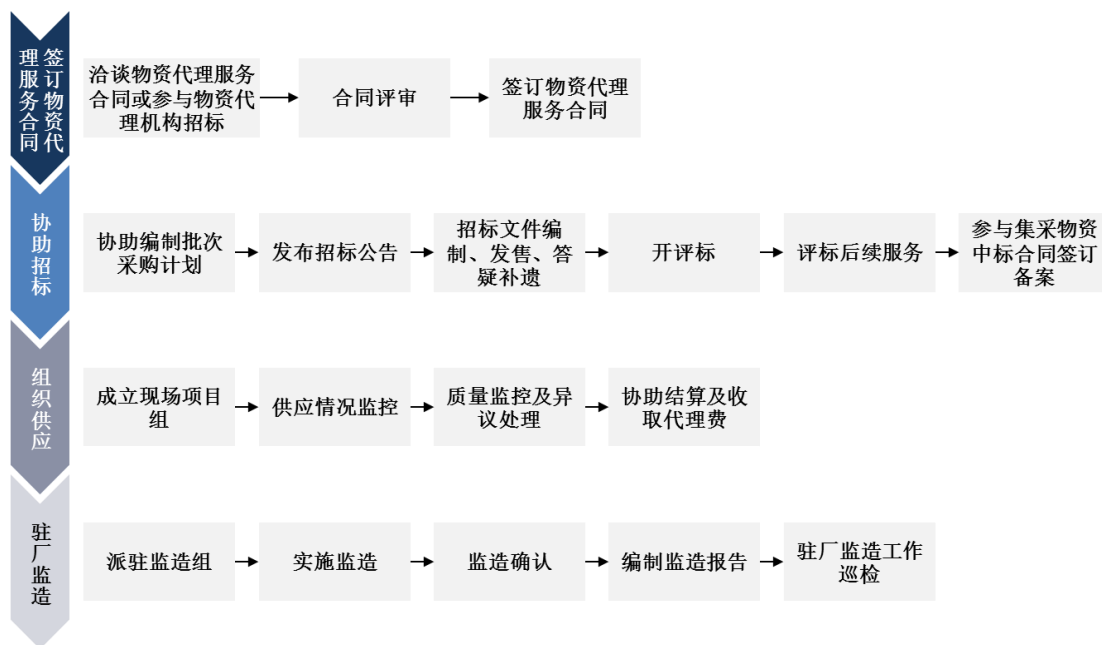 签订物资代
理服务合同
洽谈物资代理服务
合同或参与物资代
理机构招标
合同评审
签订物资代理
服务合同
协助招标
协助编制批次
采购计划
发布招标公告
招标文件编
制、发售、答
疑补遗
开评标
评标后续服务
参与集采物资
中标合同签订
备案
组织供应
成立现场项目
组
供应情况监控
质量监控及异
议处理
协助结算及收
取代理费
驻厂监造
派驻监造组
实施监造
监造确认
编制监造报告
驻厂监造工作
巡检